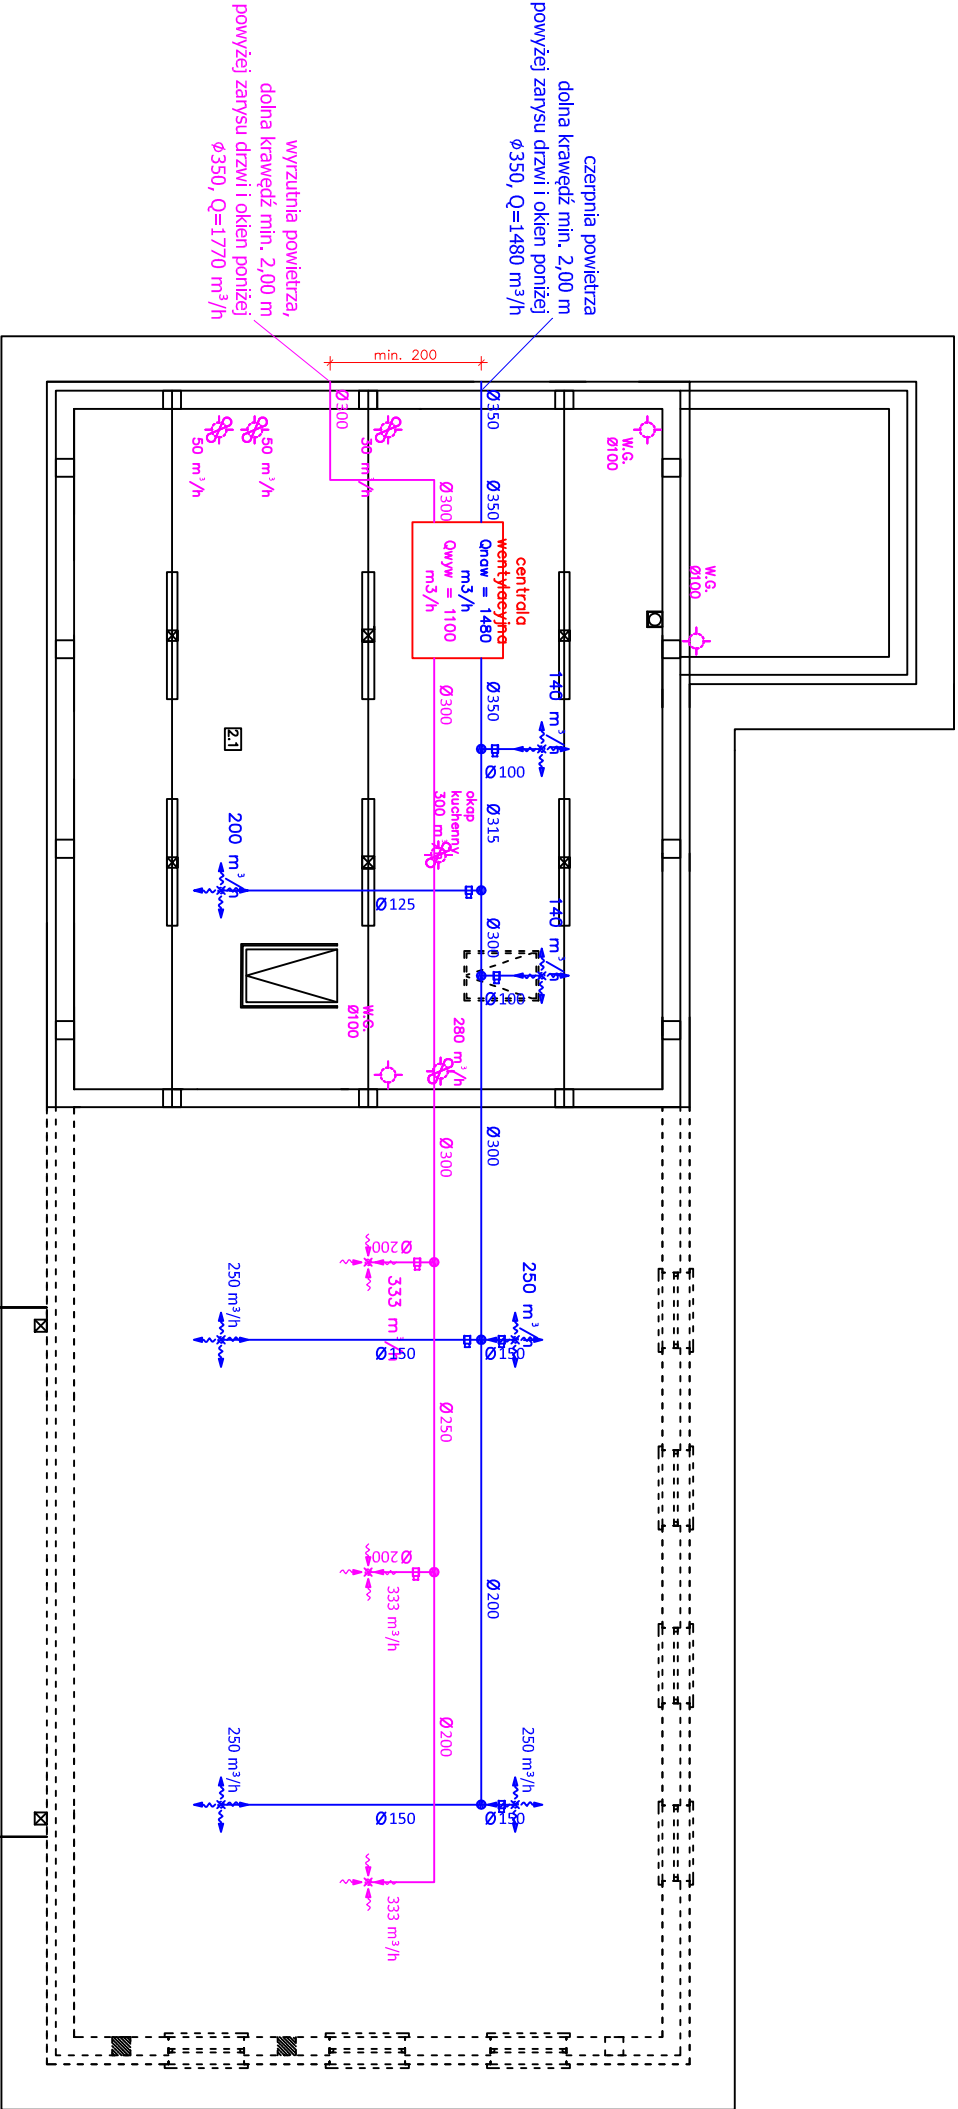 czerpnia powietrza
dolna krawędź min. 2,00 m
powyżej zarysu drzwi i okien poniżej
ϕ350, Q=1480 m³/h
wyrzutnia powietrza,
dolna krawędź min. 2,00 m
powyżej zarysu drzwi i okien poniżej
ϕ350, Q=1770 m³/h
min. 200
Ø300
Ø350
50 m³/h
50 m³/h
30 m³/h
W.G.
Ø100
Ø300
Ø350
centrala
wentylacyjna
Qnaw = 1480
m3/h
Qwyw = 1100
m3/h
W.G.
Ø100
Ø300
Ø350
140 m³/h
Ø100
2.1
okap
kuchenny
300 m³/h
Ø315
200 m³/h
Ø125
Ø300
140 m³/h
Ø100
W.G.
Ø100
280 m³/h
Ø300
Ø300
Ø200
333 m³/h
250 m³/h
250 m³/h
Ø150
Ø150
Ø250
Ø200
333 m³/h
Ø200
Ø200
250 m³/h
250 m³/h
Ø150
Ø150
333 m³/h